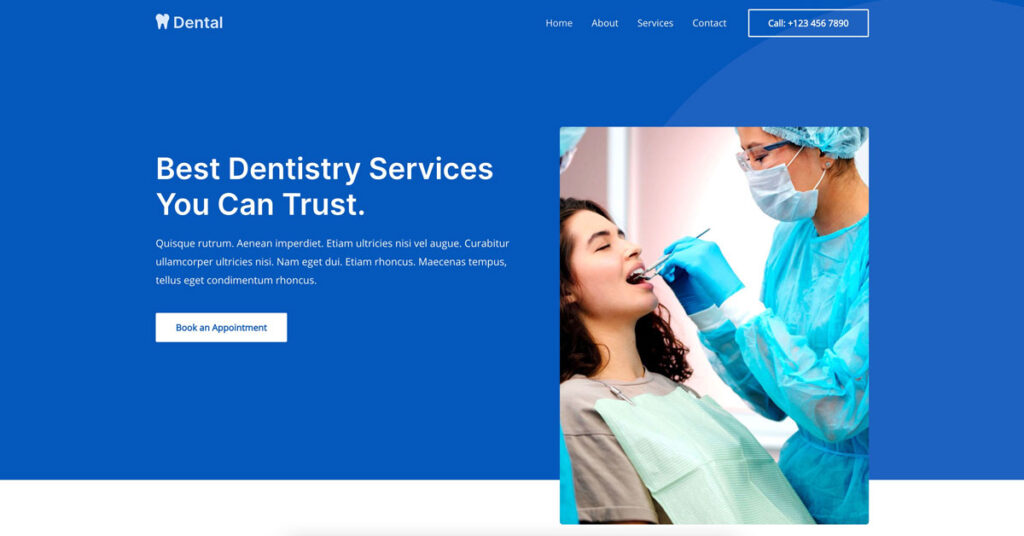 Dental
Home About Services Contact Call: +123 456 7890
Best Dentistry Services
You Can Trust.
Quisque rutrum. Aenean imperdiet. Etiam ultricies nisi vel augue. Curabitur
ullamcorper ultricies nisi. Nam eget dui. Etiam rhoncus. Maecenas tempus,
tellus eget condimentum rhoncus.
Book an Appointment